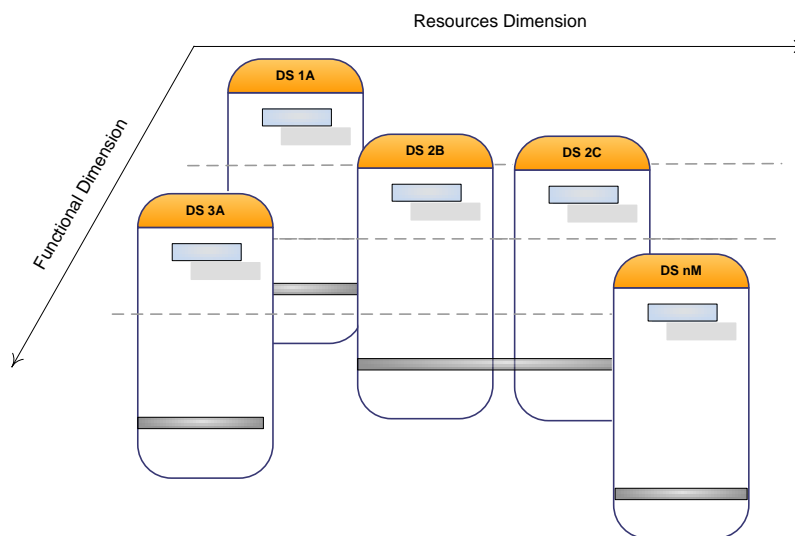 Resources Dimension
Functional Dimension
DS 1A
DS 2B
DS 2C
DS 3A
DS nM